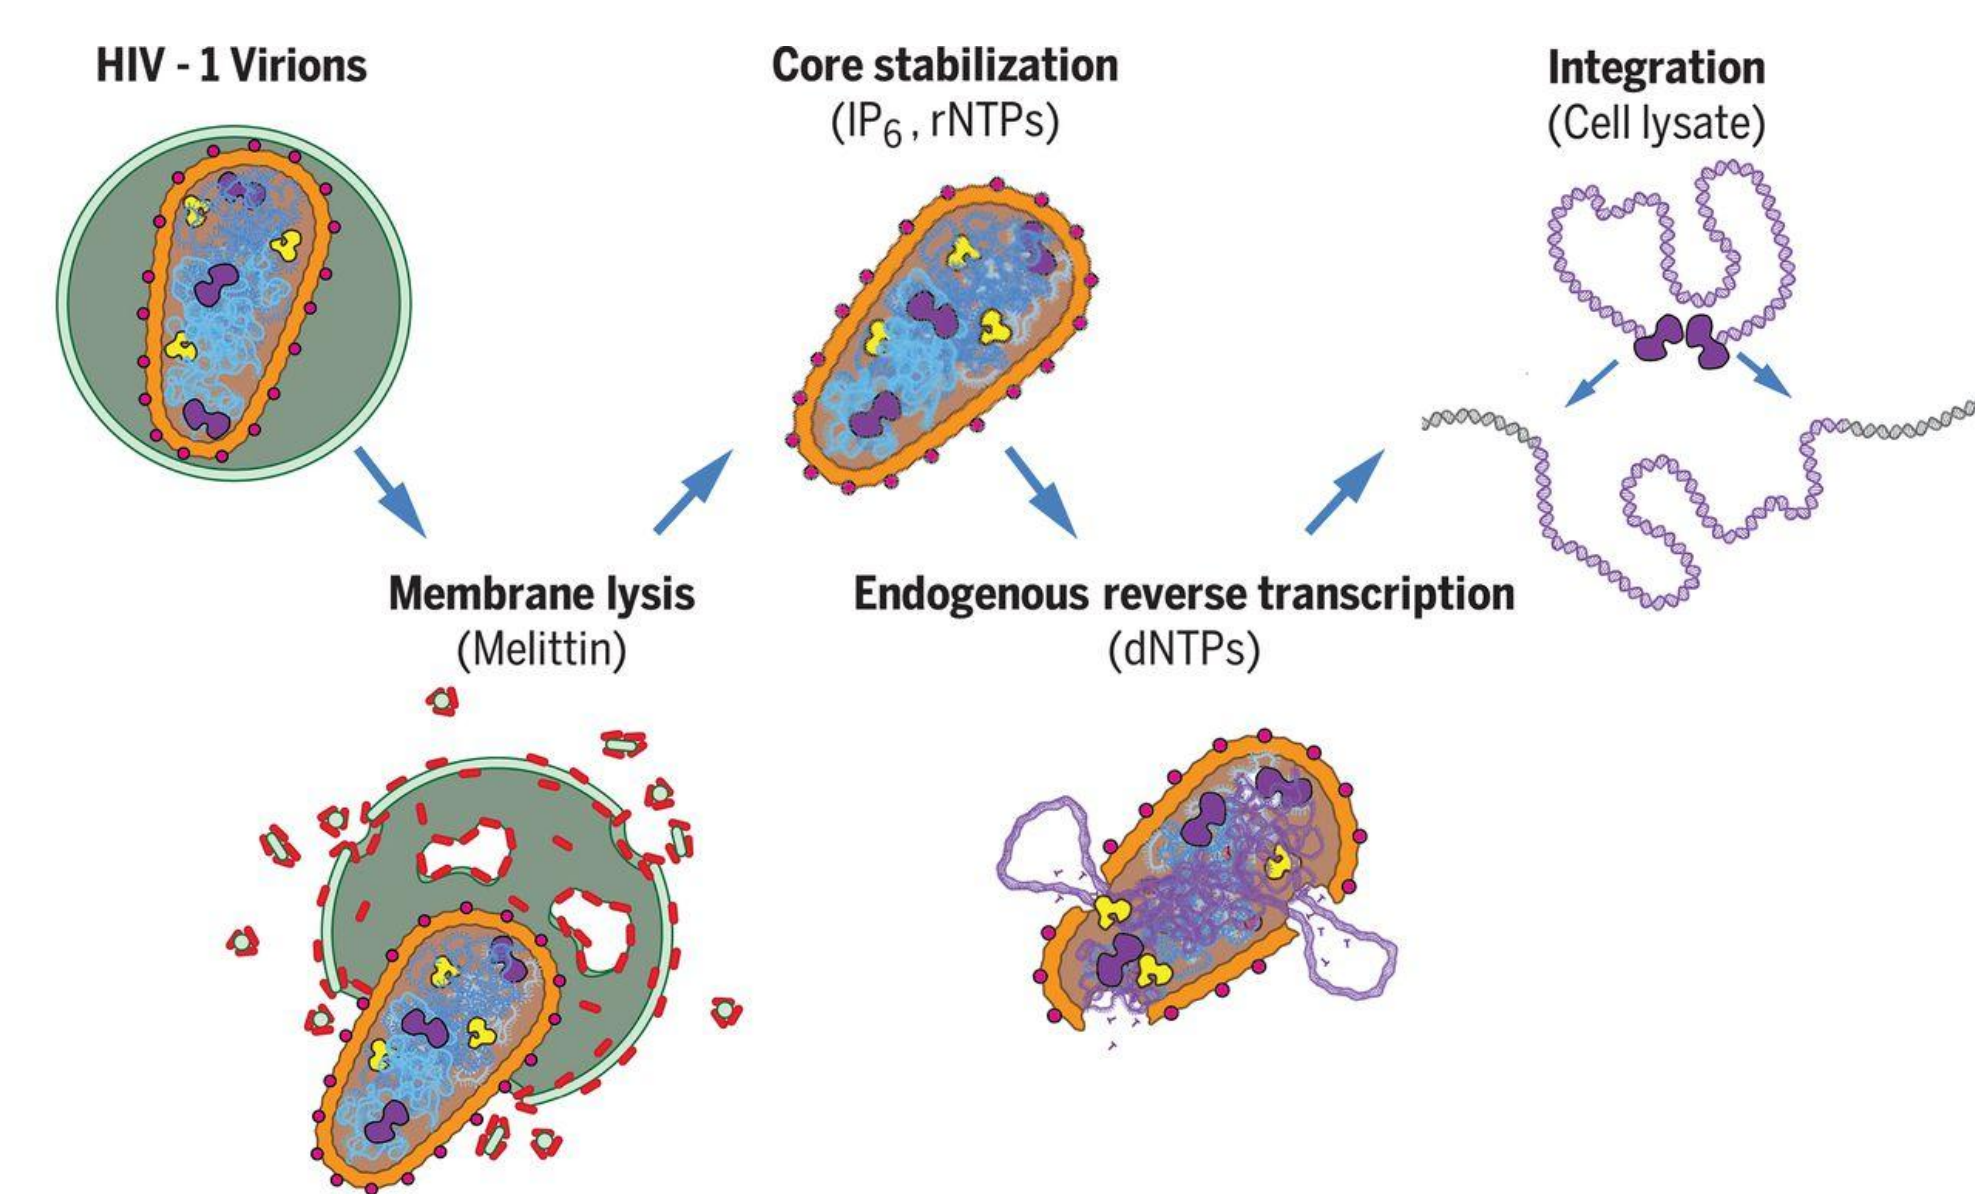 HIV - 1 Virions
Membrane lysis
(Melittin)
Core stabilization
(IP6 , rNTPs)
Endogenous reverse transcription
(dNTPs)
Integration
(Cell lysate)